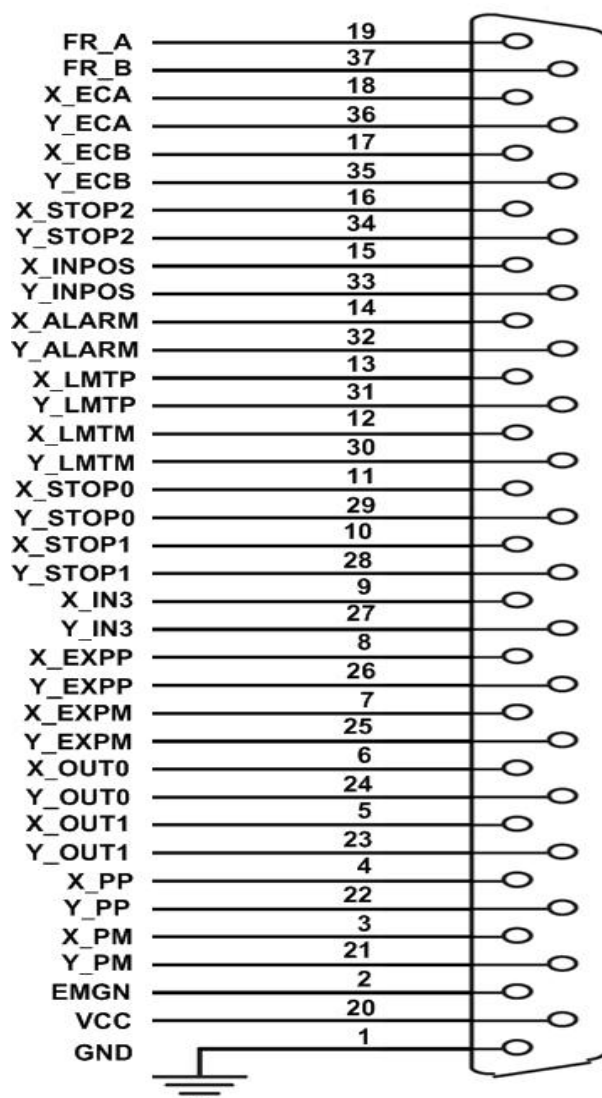 FR_A 19
FR_B 37
X_ECA 18
Y_ECA 36
X_ECB 17
Y_ECB 35
X_STOP2 16
Y_STOP2 34
X_INPOS 15
Y_INPOS 33
X_ALARM 14
Y_ALARM 32
X_LMTP 13
Y_LMTP 31
X_LMTM 12
Y_LMTM 30
X_STOP0 11
Y_STOP0 29
X_STOP1 10
Y_STOP1 28
X_IN3 9
Y_IN3 27
X_EXPP 8
Y_EXPP 26
X_EXPM 7
Y_EXPM 25
X_OUT0 6
Y_OUT0 24
X_OUT1 5
Y_OUT1 23
X_PP 4
Y_PP 22
X_PM 3
Y_PM 21
EMGN 2
VCC 20
GND 1